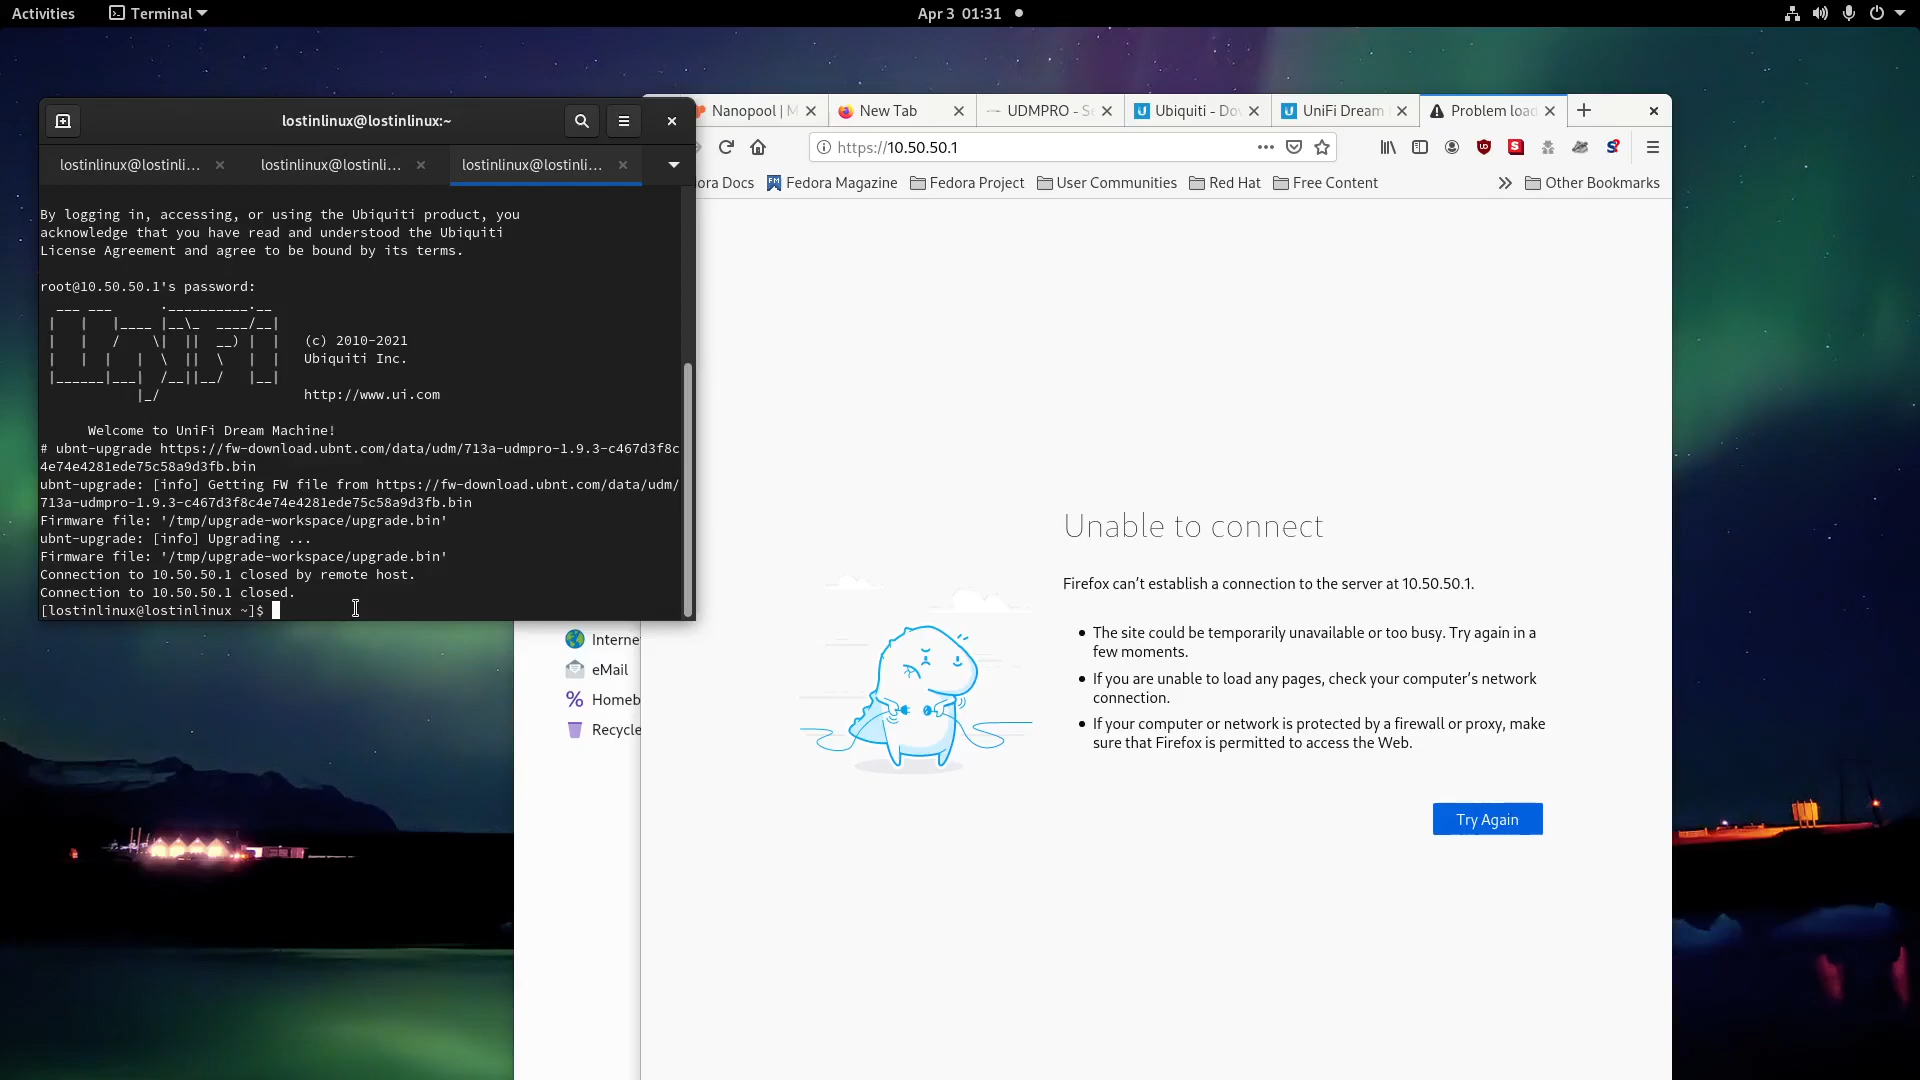 Activities
Terminal
Apr 3 01:31
lostinlinux@lostinlinux:~
lostinlinux@lostinli...
lostinlinux@lostinli...
lostinlinux@lostinli...
By logging in, accessing, or using the Ubiquiti product, you
acknowledge that you have read and understood the Ubiquiti
License Agreement and agree to be bound by its terms.
root@10.50.50.1's password:
(c) 2010-2021
Ubiquiti Inc.
http://www.ui.com
Welcome to UniFi Dream Machine!
# ubnt-upgrade https://fw-download.ubnt.com/data/udm/713a-udmpro-1.9.3-c467d3f8c
4e74e4281ede75c58a9d3fb.bin
ubnt-upgrade: [info] Getting FW file from https://fw-download.ubnt.com/data/udm/
713a-udmpro-1.9.3-c467d3f8c4e74e4281ede75c58a9d3fb.bin
Firmware file: '/tmp/upgrade-workspace/upgrade.bin'
ubnt-upgrade: [info] Upgrading ...
Firmware file: '/tmp/upgrade-workspace/upgrade.bin'
Connection to 10.50.50.1 closed by remote host.
Connection to 10.50.50.1 closed.
[lostinlinux@lostinlinux ~]$
Interne
eMail
Homeb
Recycle
Nanopool | M
New Tab
UDMPRO - Se
Ubiquiti - Do
UniFi Dream
Problem load
https://10.50.50.1
ora Docs
Fedora Magazine
Fedora Project
User Communities
Red Hat
Free Content
Other Bookmarks
Unable to connect
Firefox can’t establish a connection to the server at 10.50.50.1.
The site could be temporarily unavailable or too busy. Try again in a
few moments.
If you are unable to load any pages, check your computer’s network
connection.
If your computer or network is protected by a firewall or proxy, make
sure that Firefox is permitted to access the Web.
Try Again